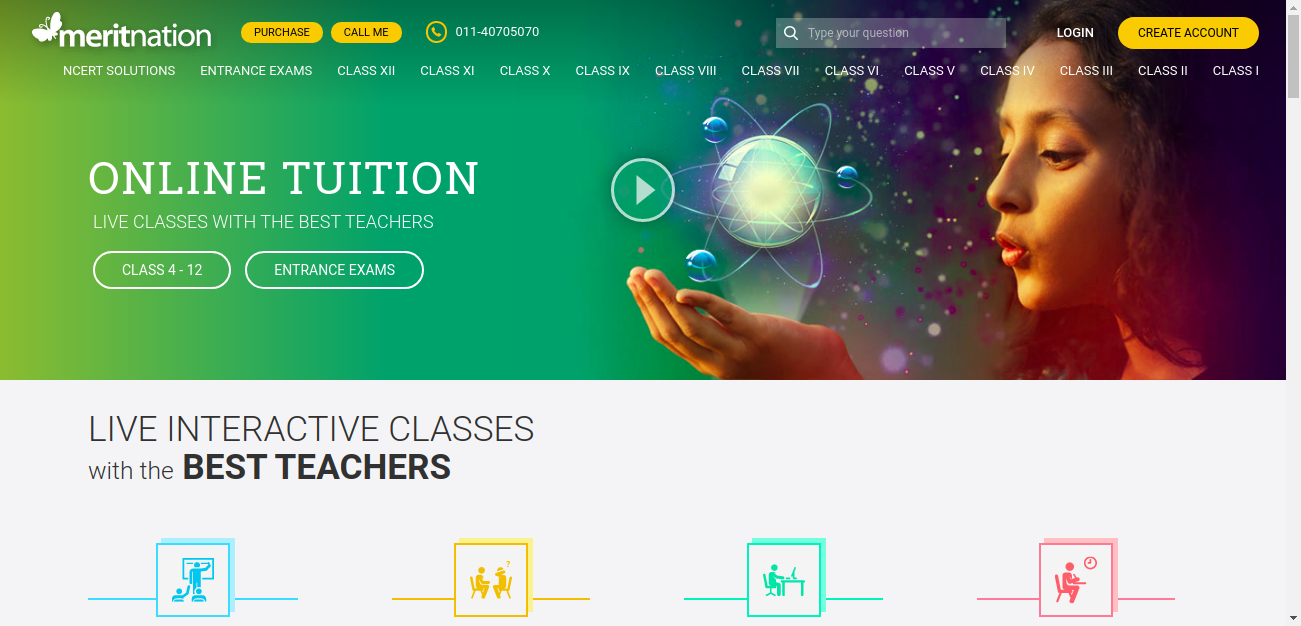 meritnation
PURCHASE CALL ME 011-40705070 Type your question LOGIN CREATE ACCOUNT
NCERT SOLUTIONS ENTRANCE EXAMS CLASS XII CLASS XI CLASS X CLASS IX CLASS VIII CLASS VII CLASS VI CLASS V CLASS IV CLASS III CLASS II CLASS I
ONLINE TUITION
LIVE CLASSES WITH THE BEST TEACHERS
CLASS 4 - 12 ENTRANCE EXAMS
LIVE INTERACTIVE CLASSES
with the BEST TEACHERS
?